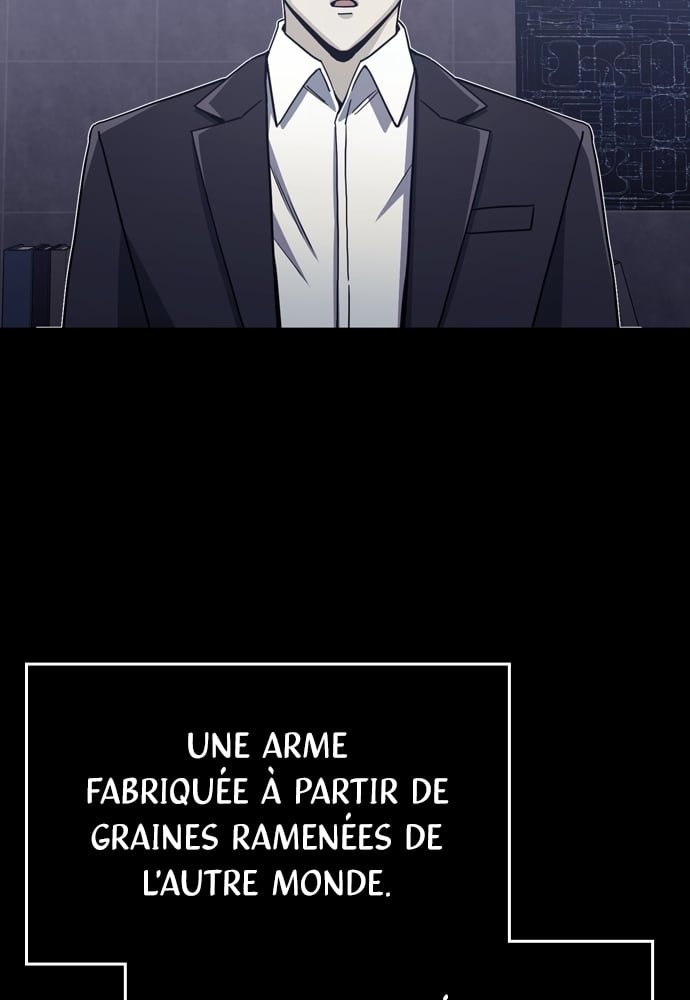 UNE ARME
FABRIQUÉE À PARTIR DE
GRAINES RAMENÉES DE
L'AUTRE MONDE.